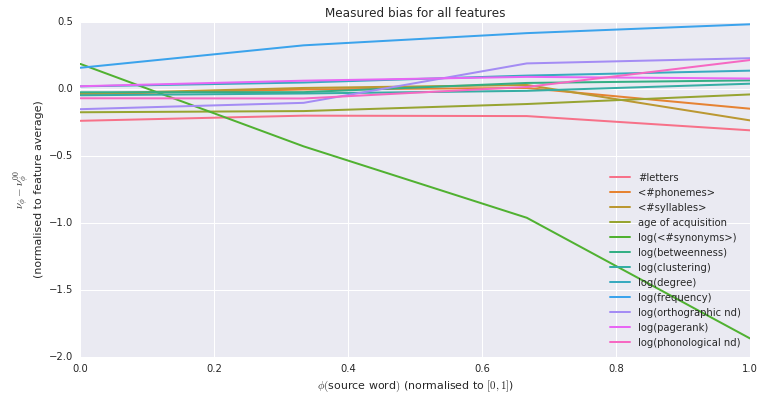 Measured bias for all features
0.5
0.0
−0.5
−1.0
−1.5
−2.0
ν_φ − ν_φ^00
(normalised to feature average)
#letters
<#phonemes>
<#syllables>
age of acquisition
log(<#synonyms>)
log(betweenness)
log(clustering)
log(degree)
log(frequency)
log(orthographic nd)
log(pagerank)
log(phonological nd)
0.0 0.2 0.4 0.6 0.8 1.0
ϕ(source word) (normalised to [0, 1])